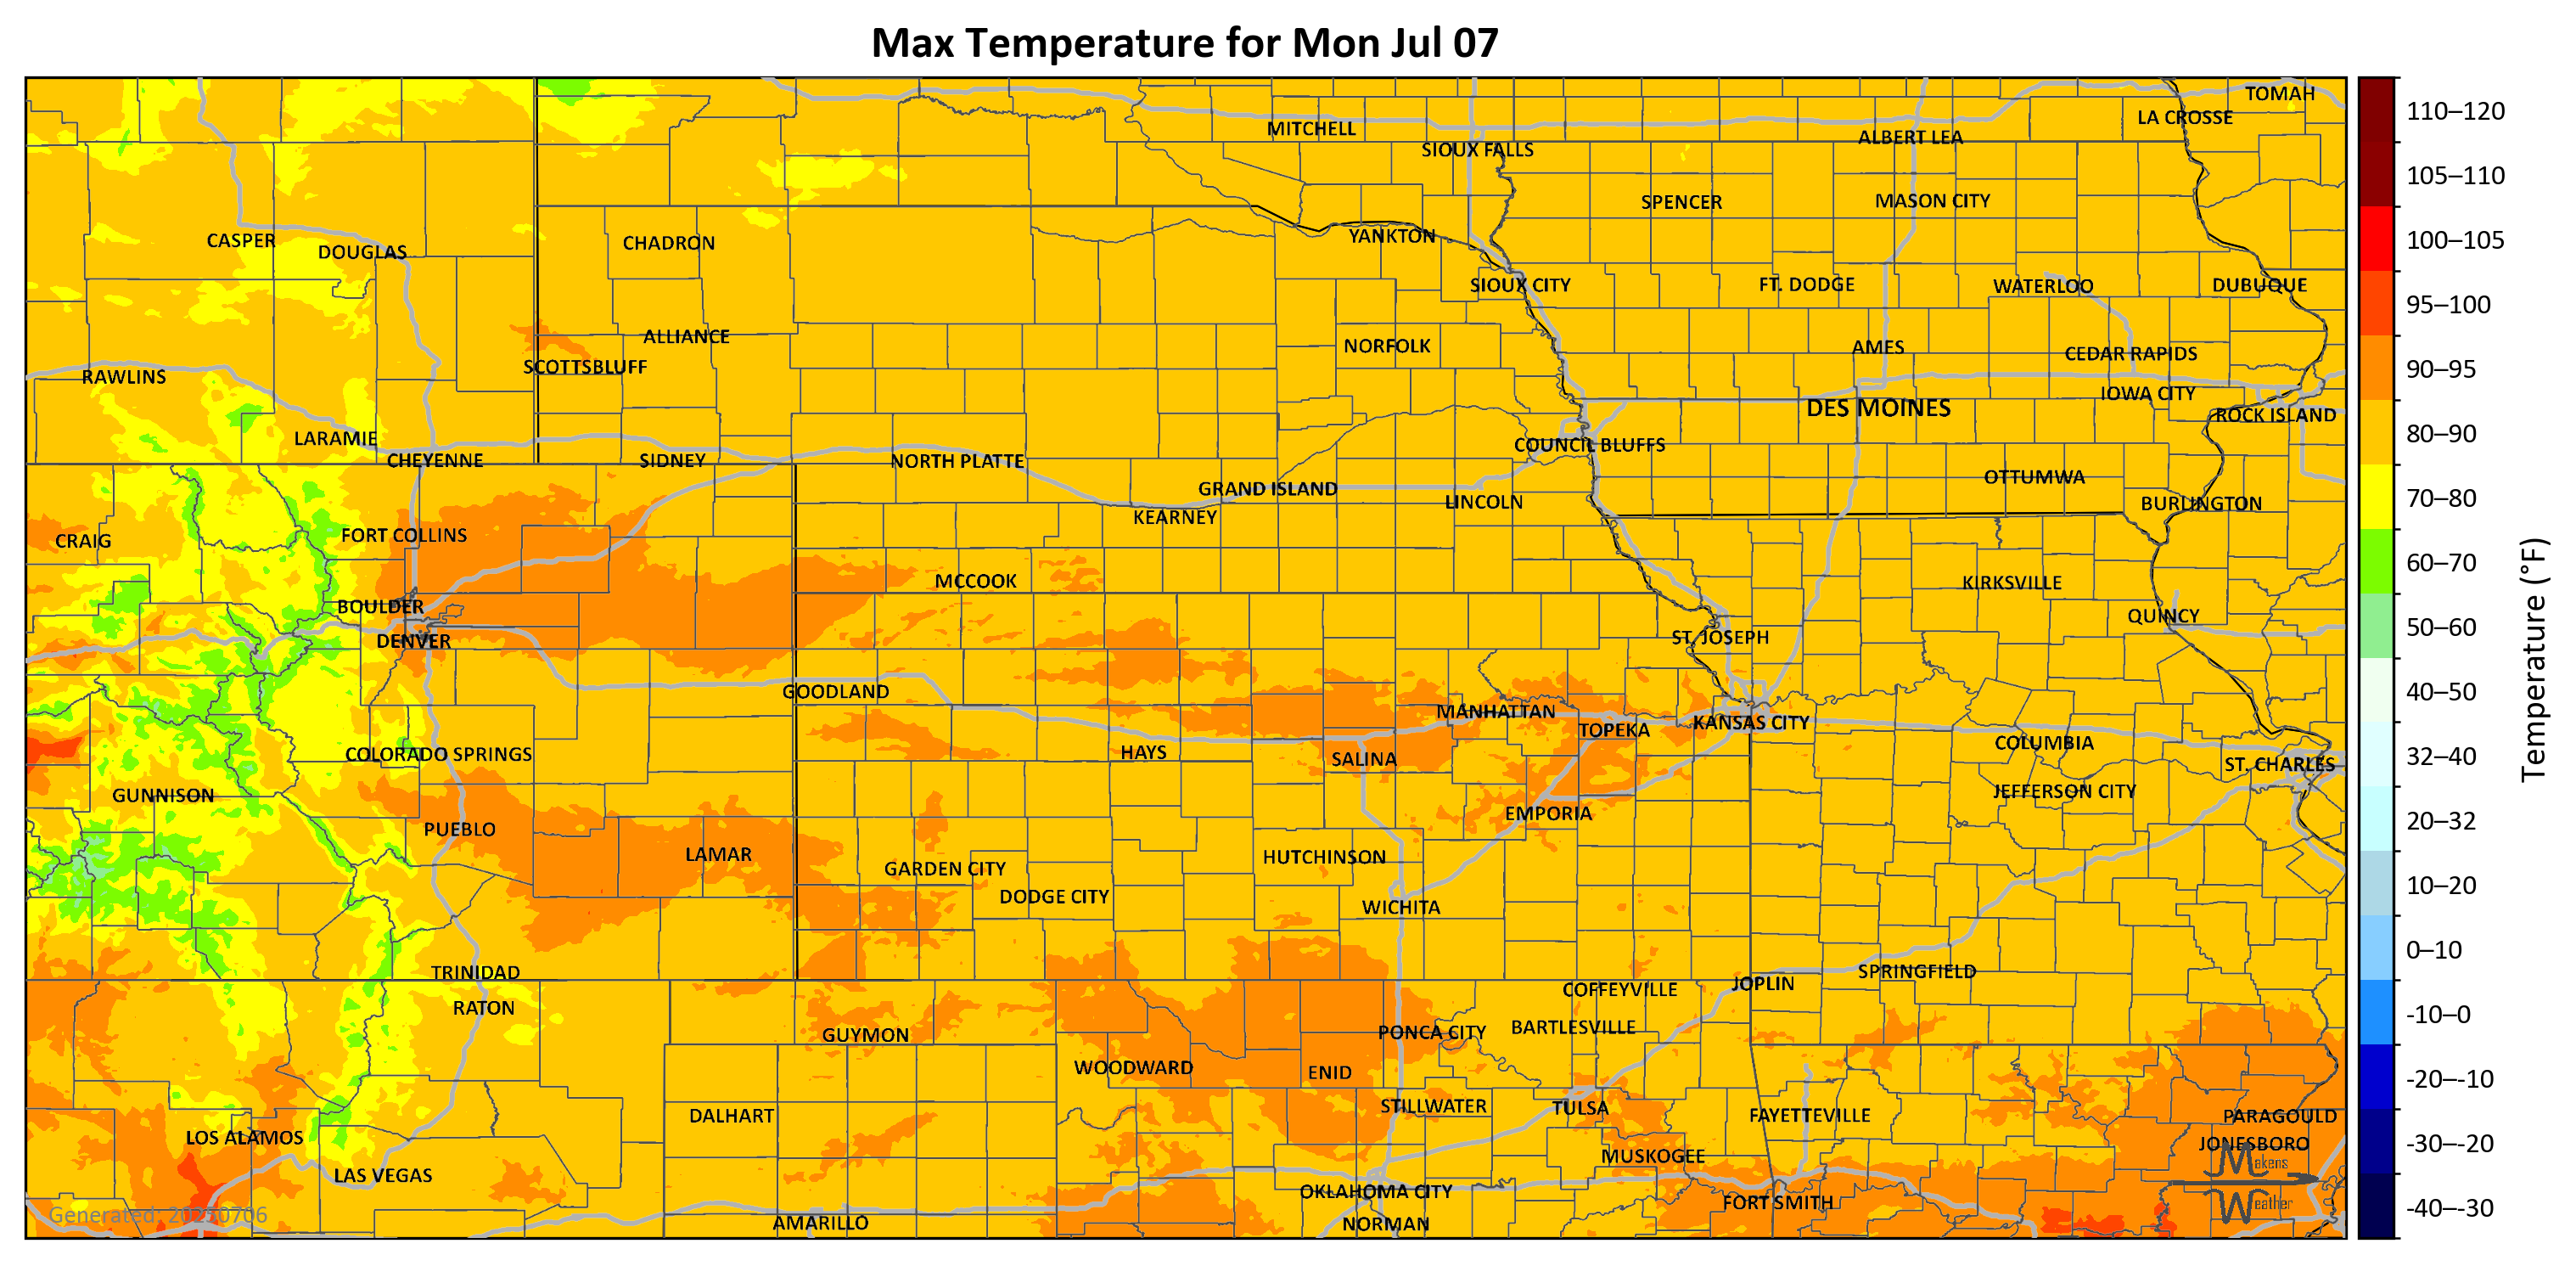 Max Temperature for Mon Jul 07
TOMAH
LA CROSSE
MITCHELL
ALBERT LEA
SIOUX FALLS
SPENCER
MASON CITY
YANKTON
CASPER
DOUGLAS
CHADRON
SIOUX CITY
FT. DODGE
WATERLOO
DUBUQUE
ALLIANCE
NORFOLK
AMES
CEDAR RAPIDS
SCOTTSBLUFF
RAWLINS
IOWA CITY
DES MOINES
ROCK ISLAND
LARAMIE
COUNCIL BLUFFS
CHEYENNE
SIDNEY
NORTH PLATTE
OTTUMWA
GRAND ISLAND
LINCOLN
BURLINGTON
KEARNEY
FORT COLLINS
CRAIG
MCCOOK
KIRKSVILLE
BOULDER
QUINCY
DENVER
ST. JOSEPH
GOODLAND
MANHATTAN
TOPEKA
KANSAS CITY
COLUMBIA
COLORADO SPRINGS
HAYS
SALINA
ST. CHARLES
GUNNISON
JEFFERSON CITY
EMPORIA
PUEBLO
LAMAR
HUTCHINSON
GARDEN CITY
DODGE CITY
WICHITA
TRINIDAD
SPRINGFIELD
JOPLIN
COFFEYVILLE
RATON
BARTLESVILLE
GUYMON
PONCA CITY
WOODWARD
ENID
STILLWATER
TULSA
DALHART
FAYETTEVILLE
PARAGOULD
LOS ALAMOS
JONESBORO
MUSKOGEE
LAS VEGAS
OKLAHOMA CITY
FORT SMITH
AMARILLO
NORMAN
Makens
Weather
Generated: 20250706
110–120
105–110
100–105
95–100
90–95
80–90
70–80
60–70
50–60
40–50
32–40
20–32
10–20
0–10
-10–0
-20–-10
-30–-20
-40–-30
Temperature (°F)